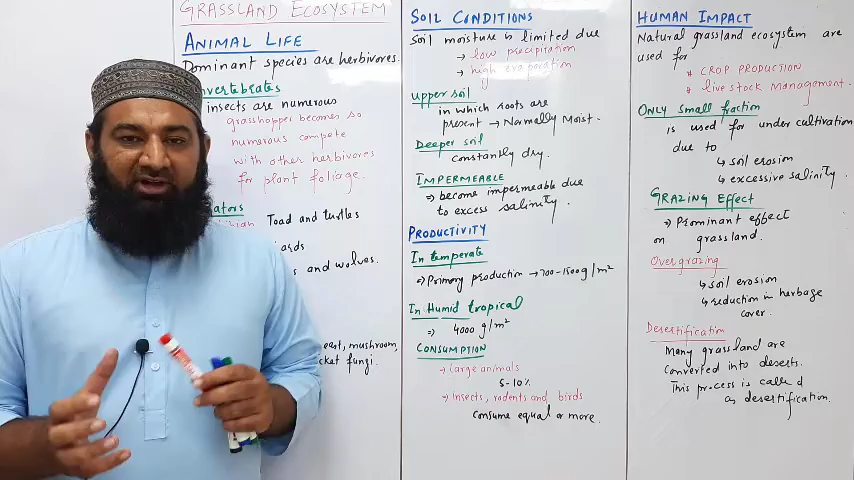 GRASSLAND ECOSYSTEM
ANIMAL LIFE
Dominant species are herbivores.
nvertebrates
insects are numerous
grasshopper becomes so
numerous compete
with other herbivores
for plant foliage.
ators
Toad and turtles
ards
s and wolves.
east, mushroom,
cket fungi.
SOIL CONDITIONS
Soil moisture is limited due
→ low precipitation
→ high evaporation
upper soil
in which roots are
present → Normally Moist.
Deeper soil
constantly dry.
IMPERMEABLE
⇒ become impermeable due
to excess salinity.
PRODUCTIVITY
In temperate
⇒ Primary production → 700-1500 g/m²
In Humid tropical
⇒ 4000 g/m²
CONSUMPTION
→ Large animals
5-10%
→ Insects, rodents and birds
Consume equal or more.
HUMAN IMPACT
Natural grassland ecosystem are
used for
* CROP PRODUCTION
* live stock Management.
ONLY small fraction
is used for under cultivation
due to
↳ soil erosion
↳ excessive salinity.
GRAZING EFFECT
⇒ Prominant effect
on grassland.
Overgrazing
↳ soil erosion
↳ reduction in herbage
cover.
Desertification
Many grassland are
converted into deserts.
This process is called
as desertification.